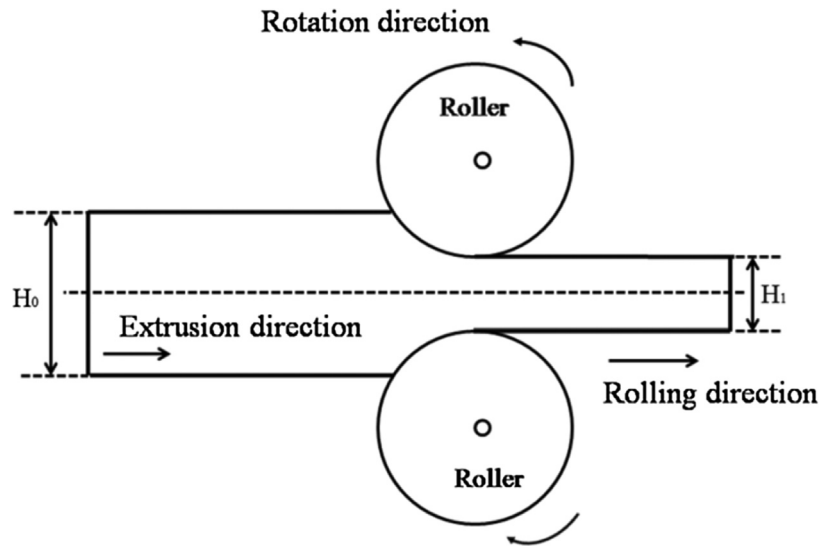 Rotation direction
Roller
H₀
H₁
Extrusion direction
Rolling direction
Roller